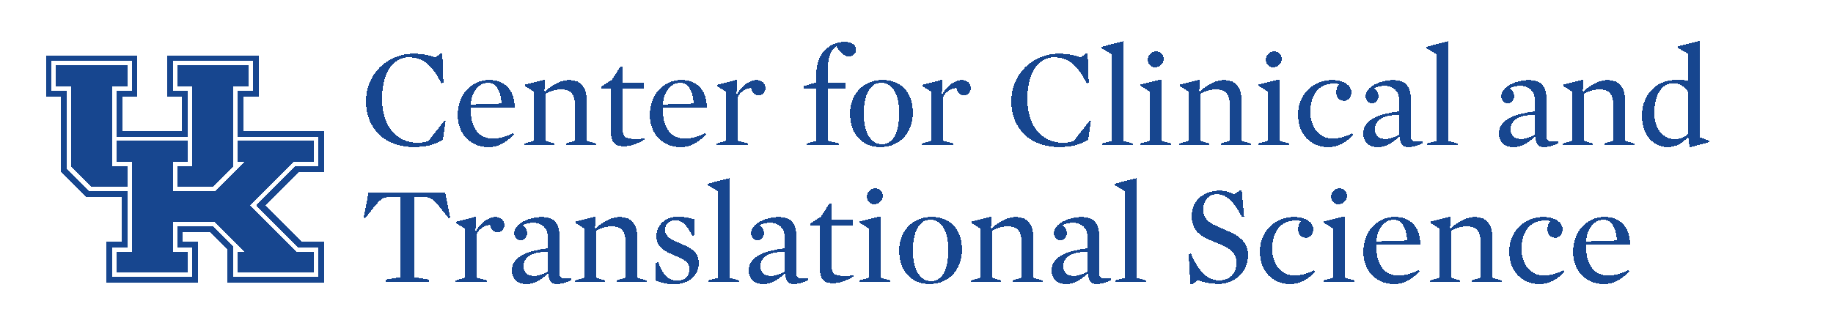 UK
Center for Clinical and
Translational Science